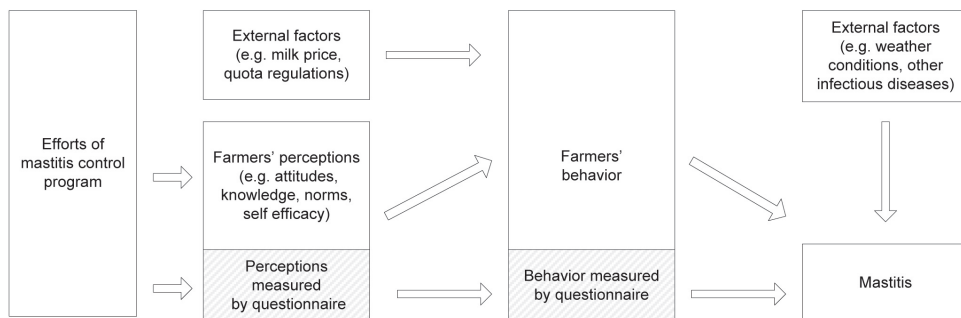 Efforts of
mastitis control
program
External factors
(e.g. milk price,
quota regulations)
Farmers’ perceptions
(e.g. attitudes,
knowledge, norms,
self efficacy)
Perceptions
measured
by questionnaire
Farmers’
behavior
Behavior measured
by questionnaire
External factors
(e.g. weather
conditions, other
infectious diseases)
Mastitis